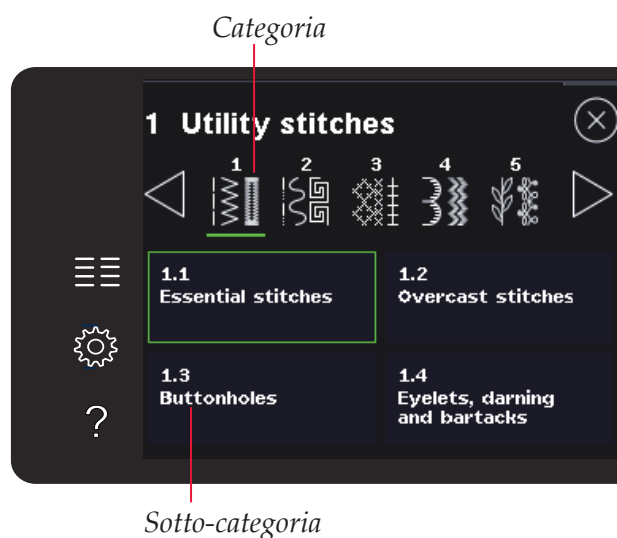 Categoria
1 Utility stitches
1 2 3 4 5
1.1
Essential stitches
1.2
Overcast stitches
1.3
Buttonholes
1.4
Eyelets, darning
and bartacks
?
Sotto-categoria